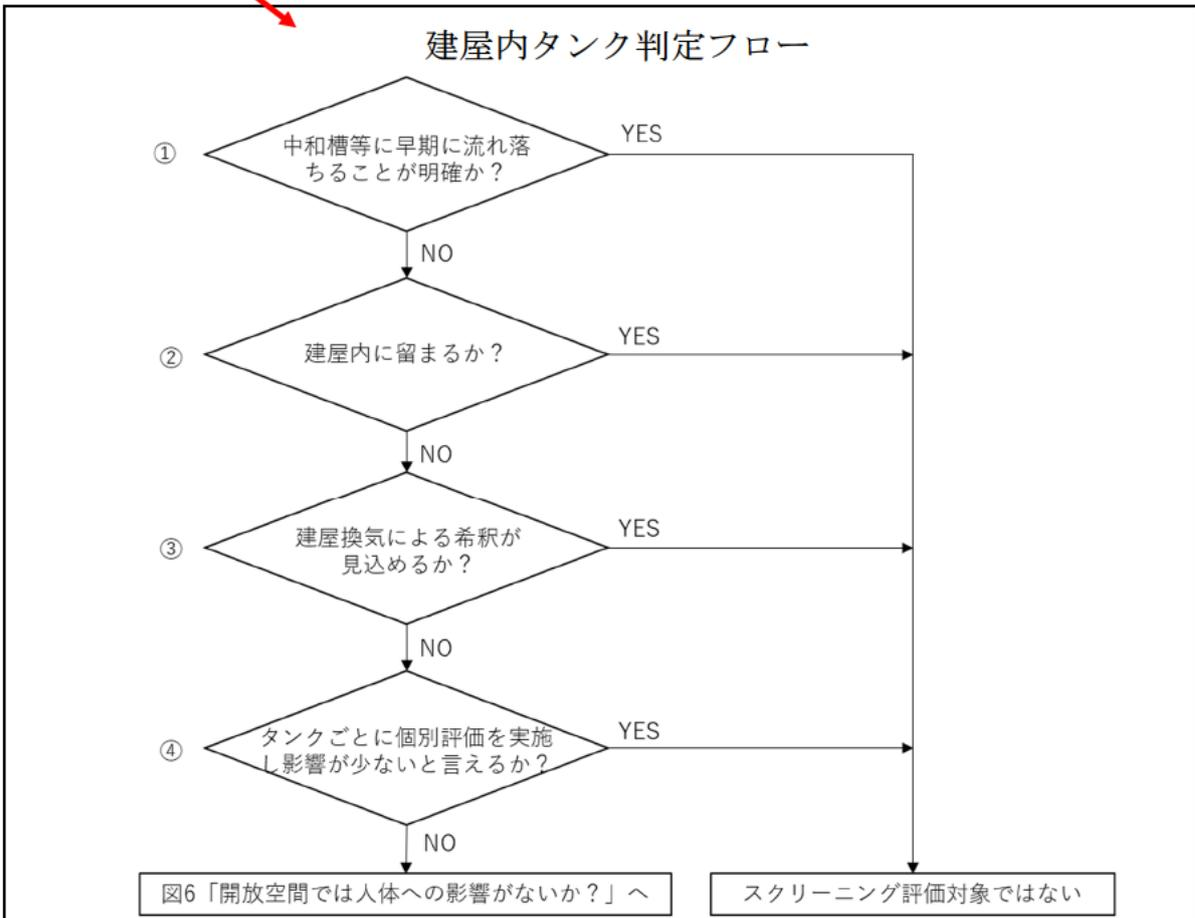 建屋内タンク判定フロー
①
中和槽等に早期に流れ落
ちることが明確か？
YES
NO
②
建屋内に留まるか？
YES
NO
③
建屋換気による希釈が
見込めるか？
YES
NO
④
タンクごとに個別評価を実施
し影響が少ないと言えるか？
YES
NO
図6「開放空間では人体への影響がないか？」へ
スクリーニング評価対象ではない